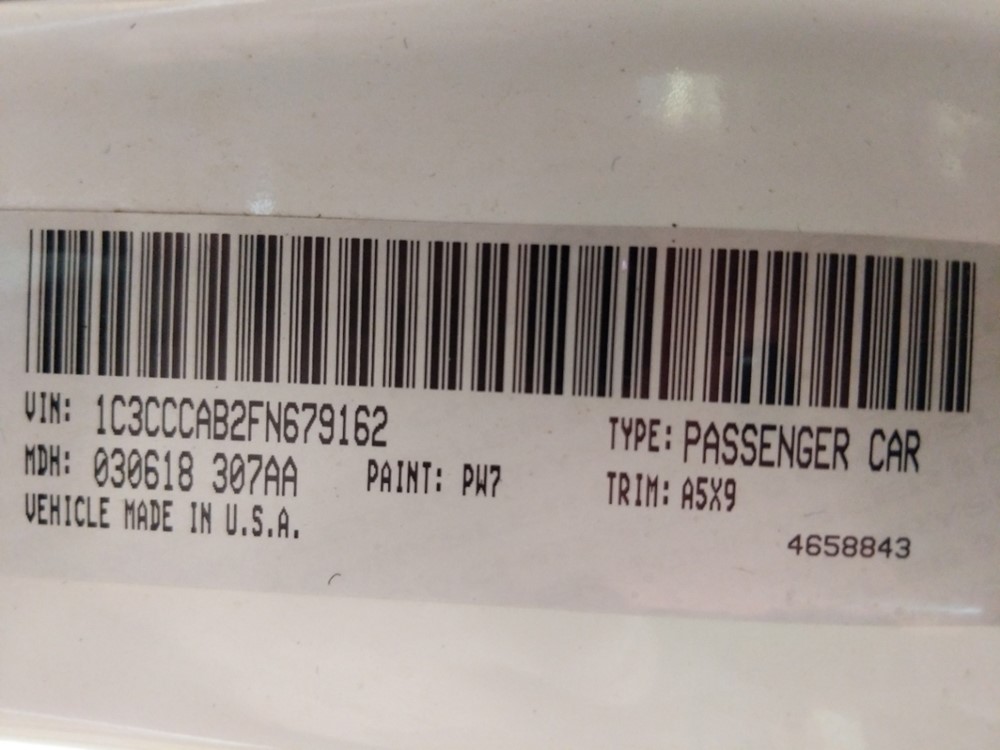 VIN: 1C3CCCAB2FN679162
TYPE: PASSENGER CAR
MDH: 030618 307AA PAINT: PW7
TRIM: A5X9
VEHICLE MADE IN U.S.A.
4658843